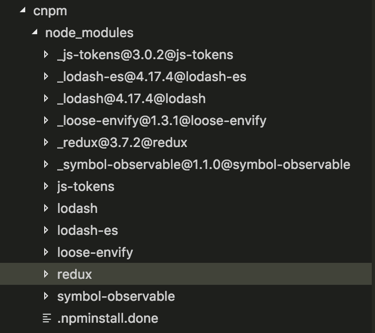 cnpm
node_modules
_js-tokens@3.0.2@js-tokens
_lodash-es@4.17.4@lodash-es
_lodash@4.17.4@lodash
_loose-envify@1.3.1@loose-envify
_redux@3.7.2@redux
_symbol-observable@1.1.0@symbol-observable
js-tokens
lodash
lodash-es
loose-envify
redux
symbol-observable
.npminstall.done